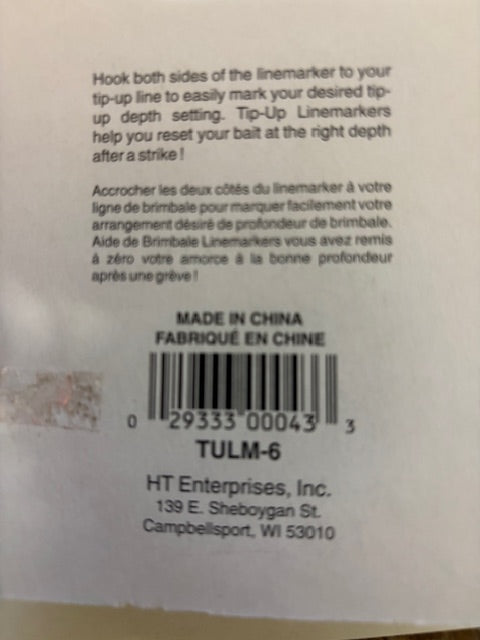 Hook both sides of the linemarker to your
tip-up line to easily mark your desired tip-
up depth setting. Tip-Up Linemarkers
help you reset your bait at the right depth
after a strike!
Accrocher les deux côtés du linemarker à votre
ligne de brimbale pour marquer facilement votre
arrangement désiré de profondeur de brimbale.
Aide de Brimbale Linemarkers vous avez remis
à zéro votre amorce à la bonne profondeur
après une grève!
MADE IN CHINA
FABRIQUÉ EN CHINE
0 29333 00043 3
TULM-6
HT Enterprises, Inc.
139 E. Sheboygan St.
Campbellsport, WI 53010